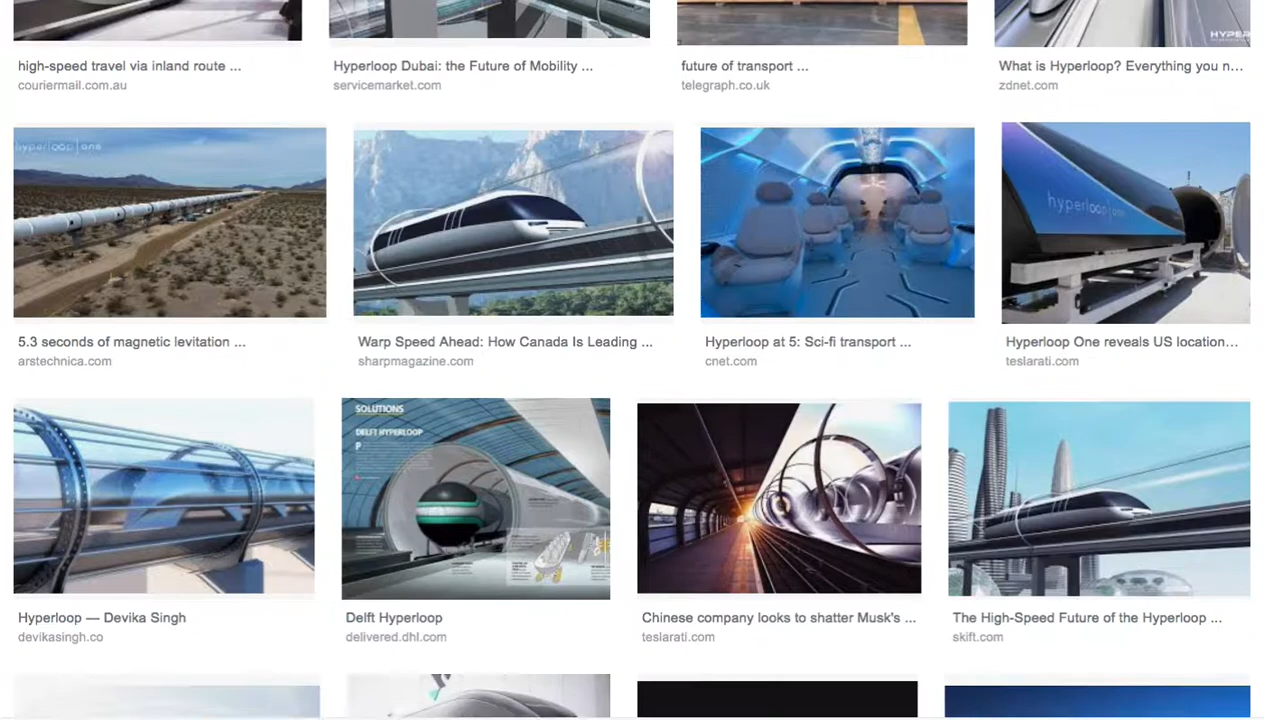 HYPER
high-speed travel via inland route ...
couriermail.com.au
Hyperloop Dubai: the Future of Mobility ...
servicemarket.com
future of transport ...
telegraph.co.uk
What is Hyperloop? Everything you n...
zdnet.com
hyperloop | one
hyperloop | one
5.3 seconds of magnetic levitation ...
arstechnica.com
Warp Speed Ahead: How Canada Is Leading ...
sharpmagazine.com
Hyperloop at 5: Sci-fi transport ...
cnet.com
Hyperloop One reveals US location...
teslarati.com
SOLUTIONS
DELFT HYPERLOOP
Hyperloop — Devika Singh
devikasingh.co
Delft Hyperloop
delivered.dhl.com
Chinese company looks to shatter Musk's ...
teslarati.com
The High-Speed Future of the Hyperloop ...
skift.com